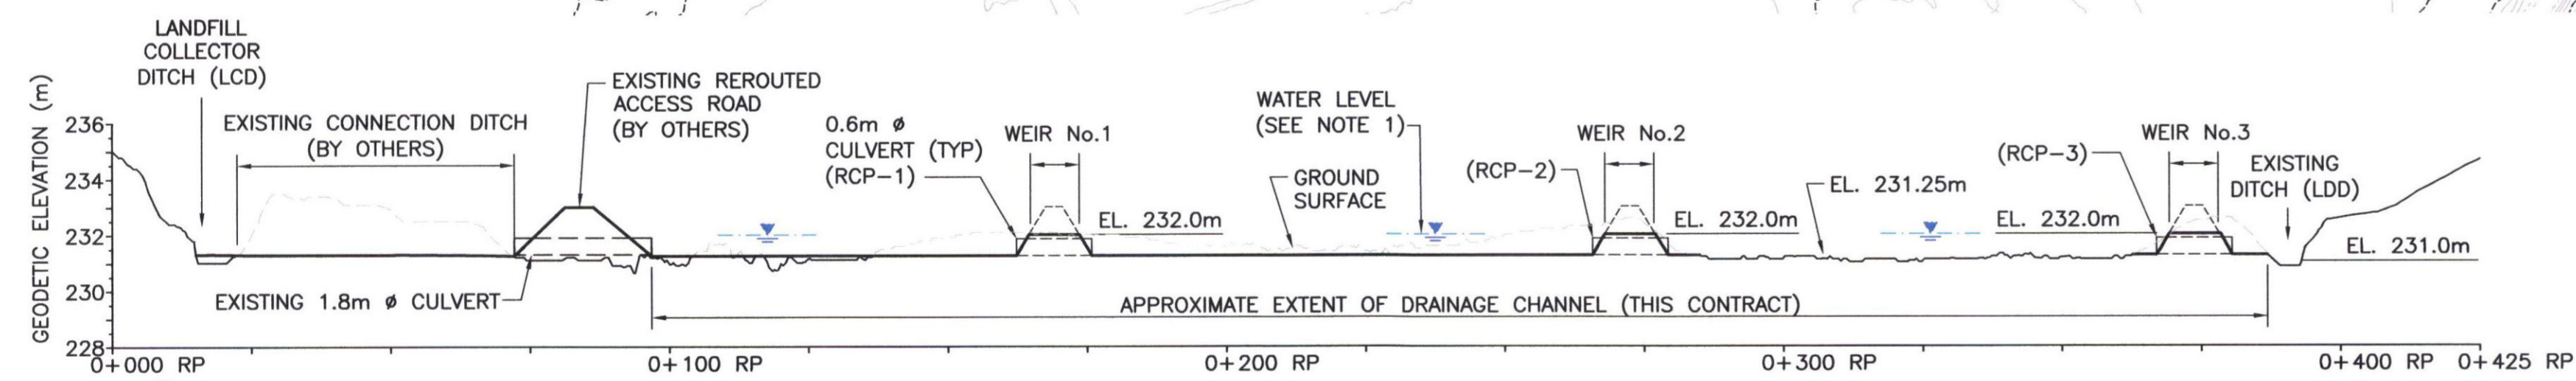 LANDFILL
COLLECTOR
DITCH (LCD)
EXISTING CONNECTION DITCH
(BY OTHERS)
EXISTING REROUTED
ACCESS ROAD
(BY OTHERS)
0.6m ø
CULVERT (TYP)
(RCP-1)
WEIR No.1
EL. 232.0m
WATER LEVEL
(SEE NOTE 1)
GROUND
SURFACE
(RCP-2)
WEIR No.2
EL. 232.0m
EL. 231.25m
(RCP-3)
WEIR No.3
EL. 232.0m
EXISTING
DITCH (LDD)
EL. 231.0m
EXISTING 1.8m ø CULVERT
APPROXIMATE EXTENT OF DRAINAGE CHANNEL (THIS CONTRACT)
GEODETIC ELEVATION (m)
236
234
232
230
228
0+000 RP
0+100 RP
0+200 RP
0+300 RP
0+400 RP
0+425 RP